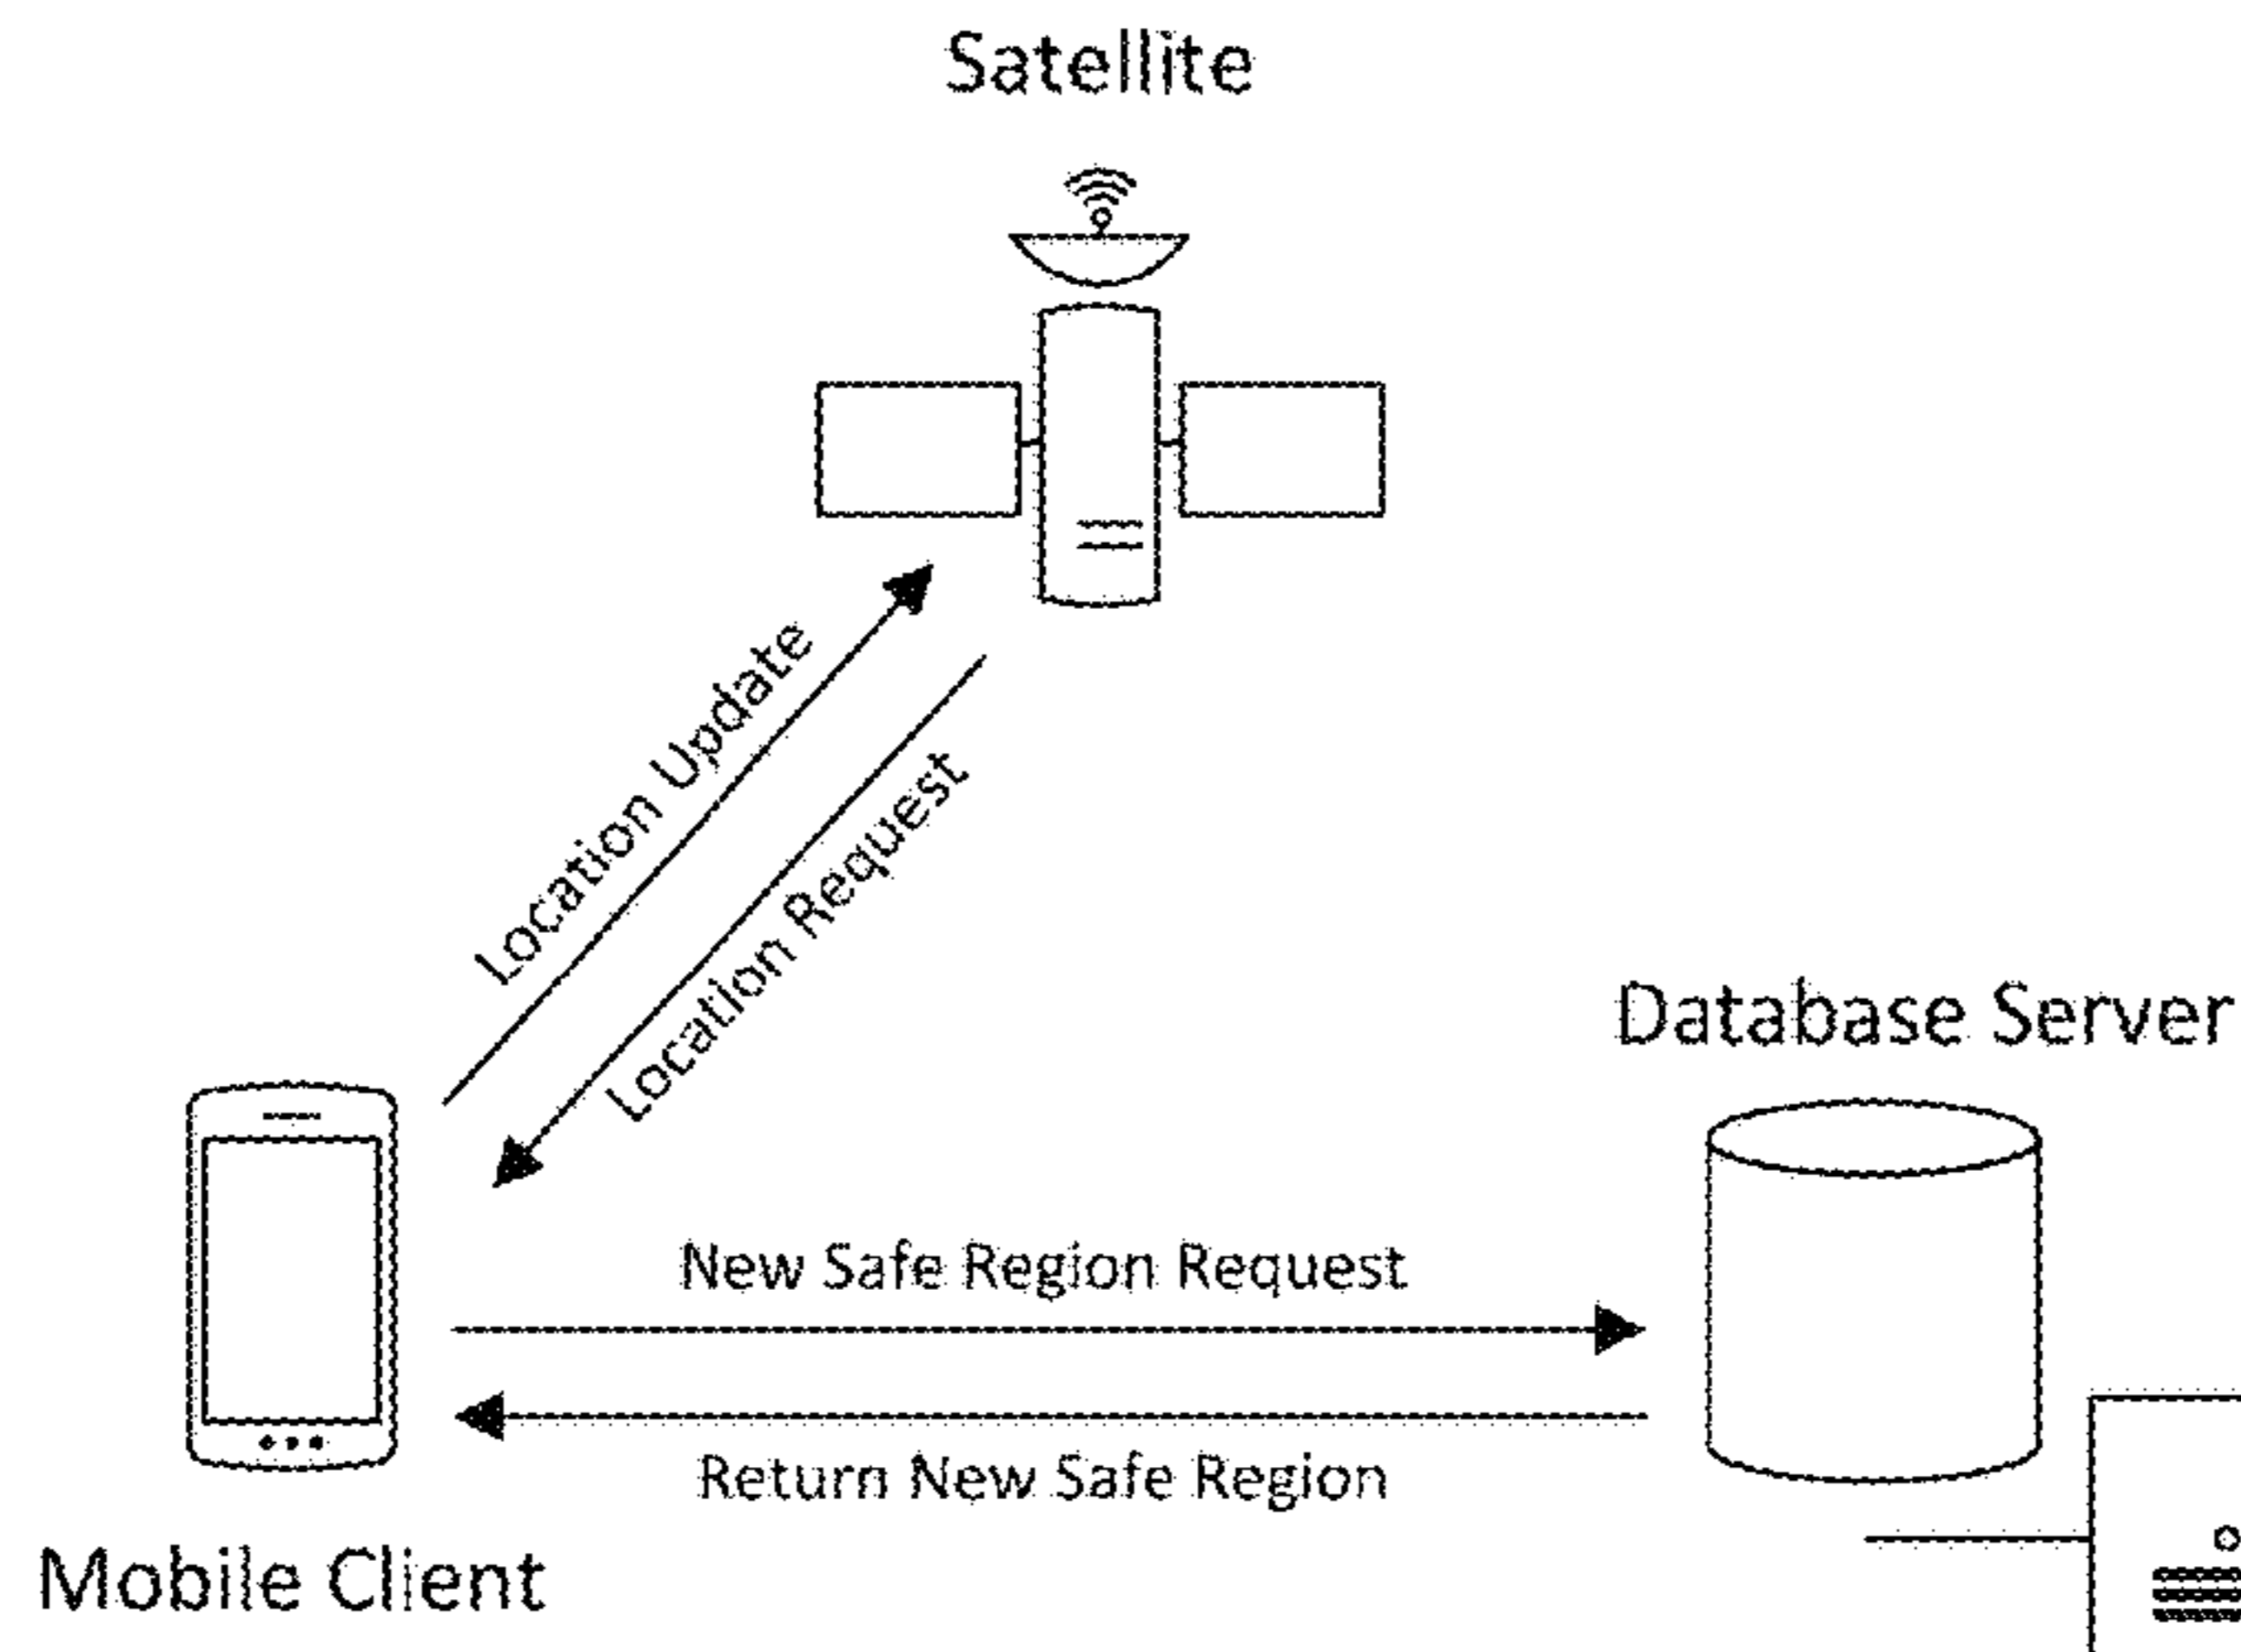 Satellite
Location Update
Location Request
Database Server
New Safe Region Request
Return New Safe Region
Mobile Client